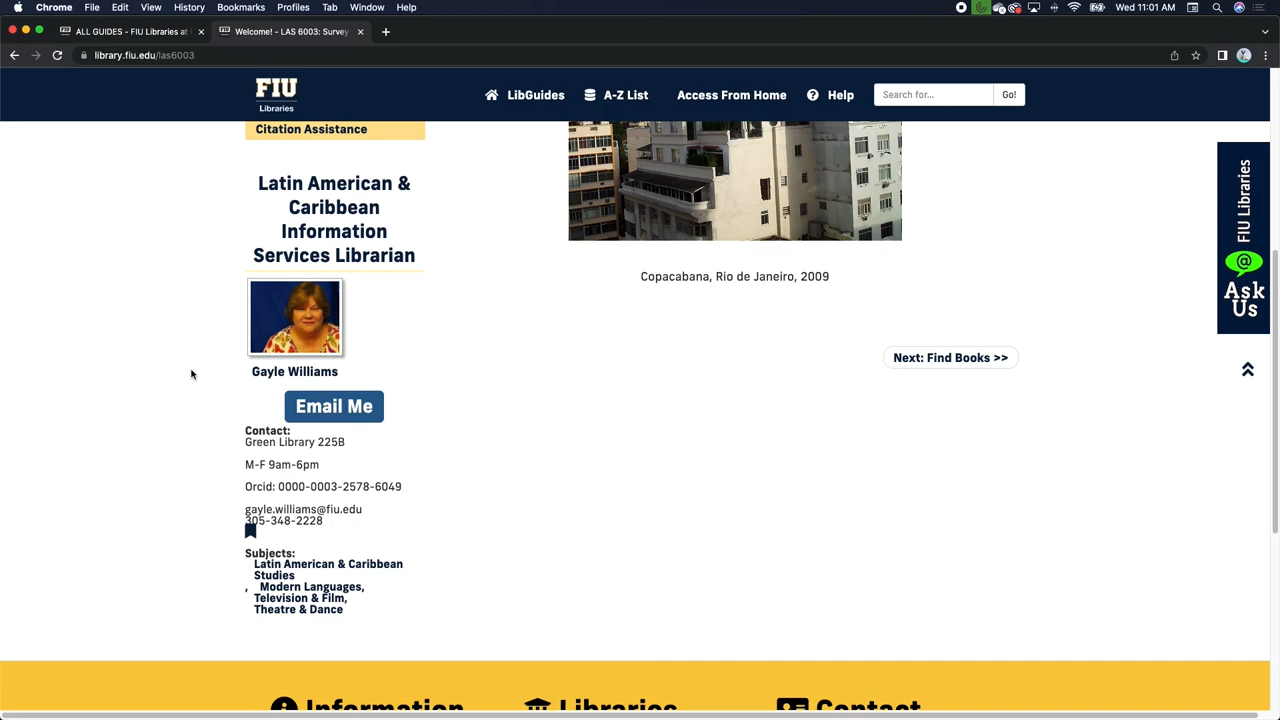 Chrome File Edit View History Bookmarks Profiles Tab Window Help Wed 11:01 AM
ALL GUIDES - FIU Libraries at
Welcome! - LAS 6003: Survey
library.fiu.edu/las6003
FIU
Libraries
LibGuides A-Z List Access From Home Help Search for... Go!
Citation Assistance
Latin American &
Caribbean
Information
Services Librarian
Gayle Williams
Email Me
Contact:
Green Library 225B
M-F 9am-6pm
Orcid: 0000-0003-2578-6049
gayle.williams@fiu.edu
305-348-2228
Subjects:
Latin American & Caribbean
Studies
, Modern Languages,
Television & Film,
Theatre & Dance
Copacabana, Rio de Janeiro, 2009
Next: Find Books >>
FIU Libraries
@
Ask
Us
Information Libraries Contact